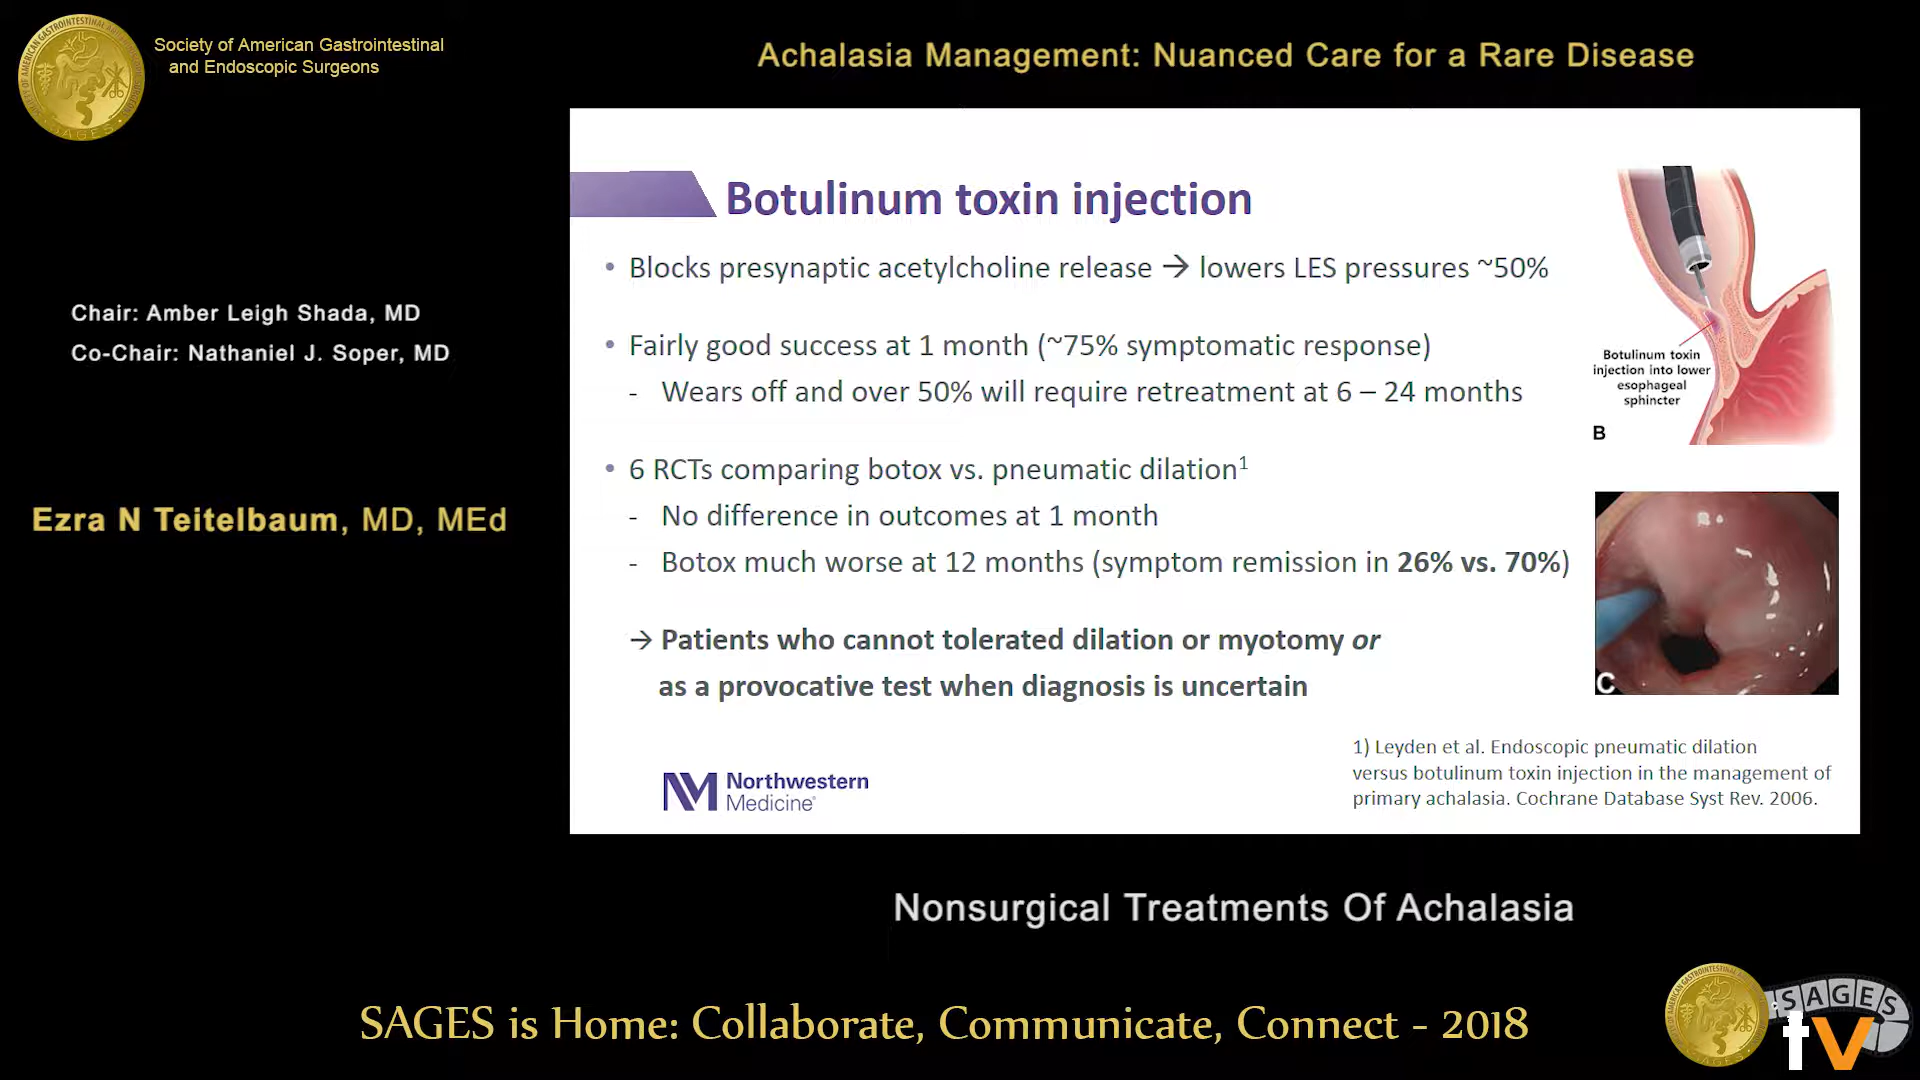 Society of American Gastrointestinal
and Endoscopic Surgeons
Achalasia Management: Nuanced Care for a Rare Disease
Chair: Amber Leigh Shada, MD
Co-Chair: Nathaniel J. Soper, MD
Ezra N Teitelbaum, MD, MEd
Botulinum toxin injection
• Blocks presynaptic acetylcholine release → lowers LES pressures ~50%
• Fairly good success at 1 month (~75% symptomatic response)
- Wears off and over 50% will require retreatment at 6 – 24 months
• 6 RCTs comparing botox vs. pneumatic dilation1
- No difference in outcomes at 1 month
- Botox much worse at 12 months (symptom remission in 26% vs. 70%)
→ Patients who cannot tolerated dilation or myotomy or
as a provocative test when diagnosis is uncertain
Botulinum toxin
injection into lower
esophageal
sphincter
B
C
1) Leyden et al. Endoscopic pneumatic dilation
versus botulinum toxin injection in the management of
primary achalasia. Cochrane Database Syst Rev. 2006.
NM Northwestern
Medicine
Nonsurgical Treatments Of Achalasia
SAGES is Home: Collaborate, Communicate, Connect - 2018
SAGES
tv